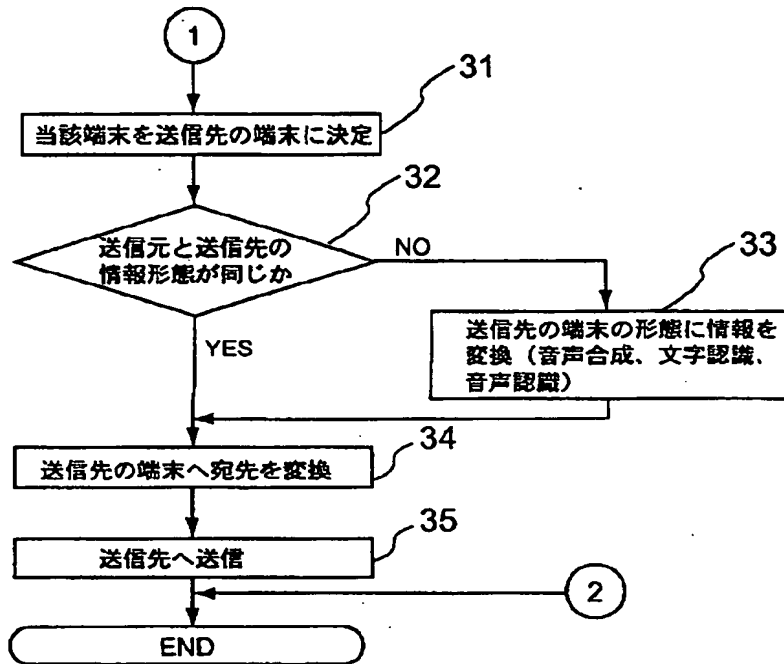 1
31
当該端末を送信先の端末に決定
32
送信元と送信先の
情報形態が同じか
NO
33
送信先の端末の形態に情報を
変換（音声合成、文字認識、
音声認識）
YES
34
送信先の端末へ宛先を変換
35
送信先へ送信
2
END